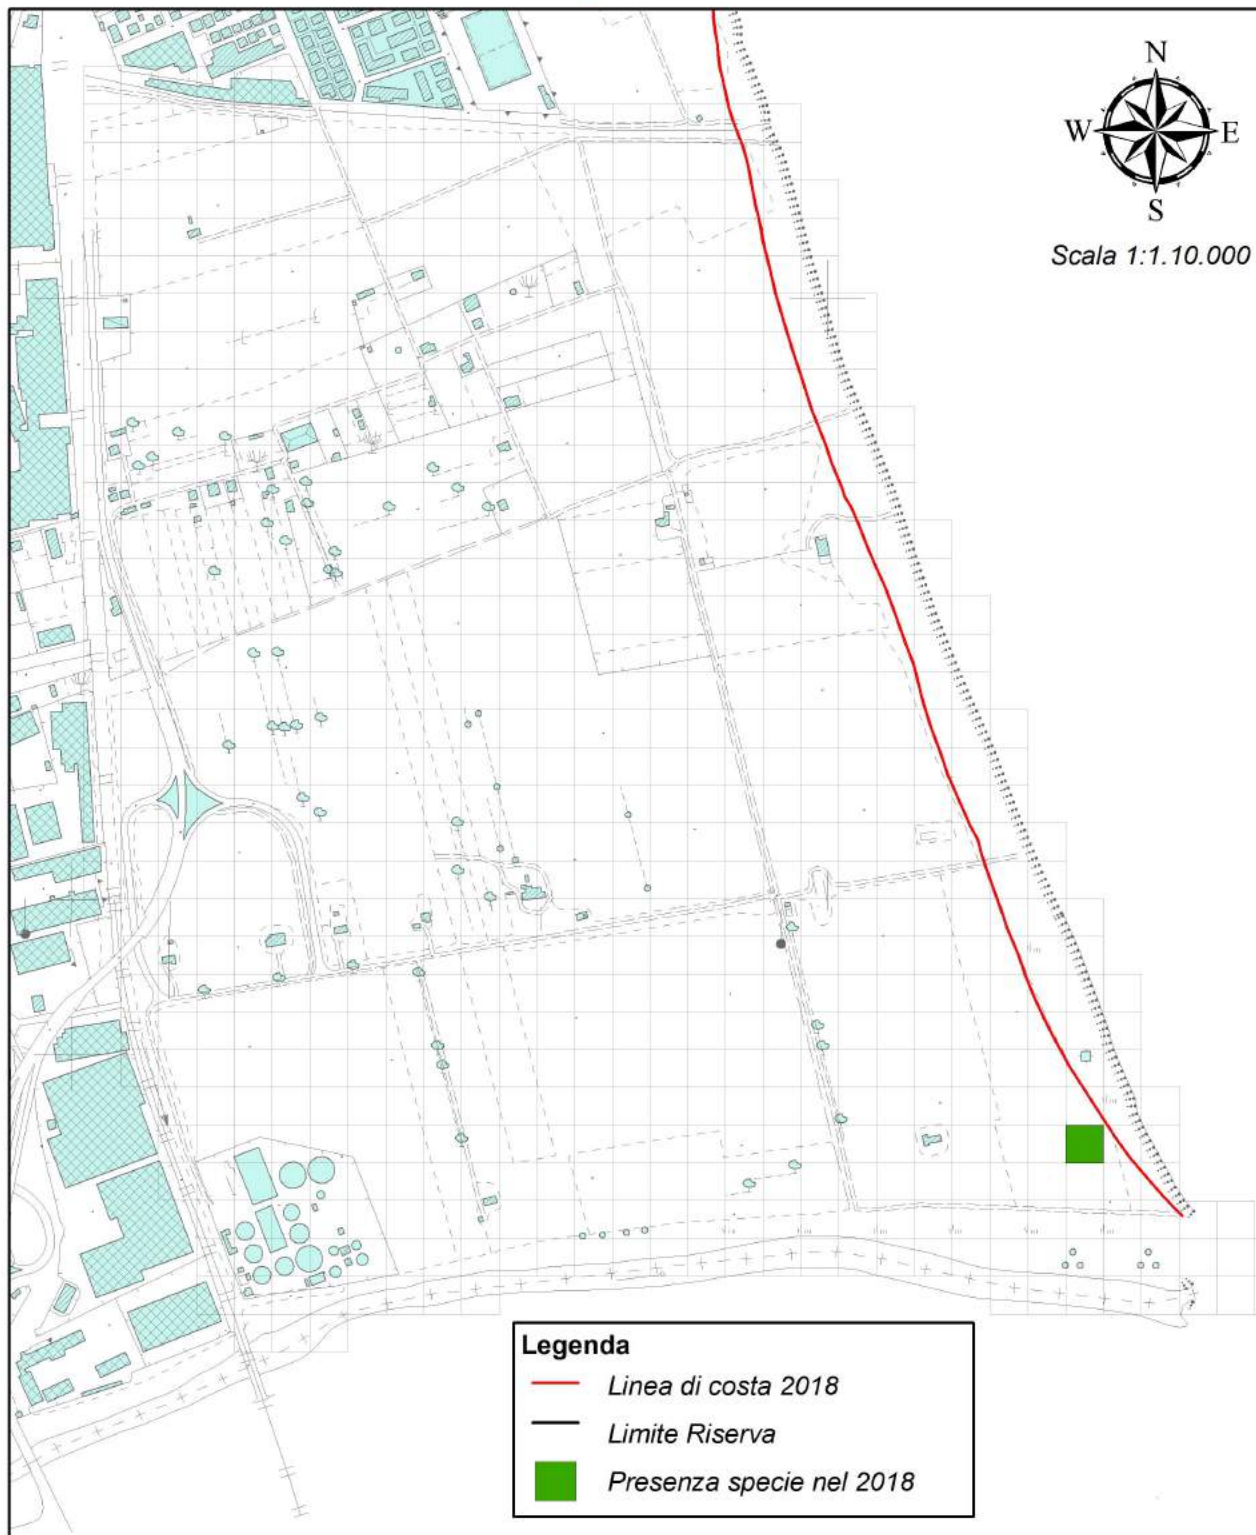 N
W E
S
Scala 1:1.10.000
Legenda
Linea di costa 2018
Limite Riserva
Presenza specie nel 2018